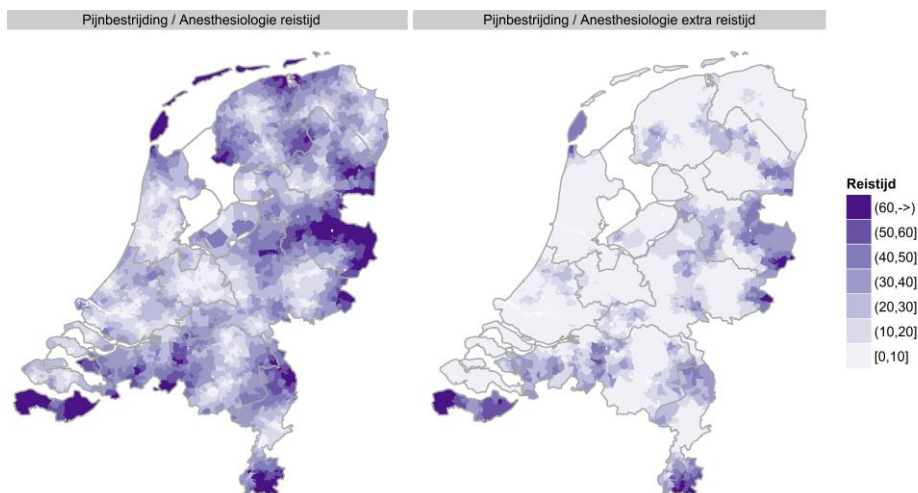 Pijnbestrijding / Anesthesiologie reistijd
Pijnbestrijding / Anesthesiologie extra reistijd
Reistijd
(60,->)
(50,60]
(40,50]
(30,40]
(20,30]
(10,20]
[0,10]